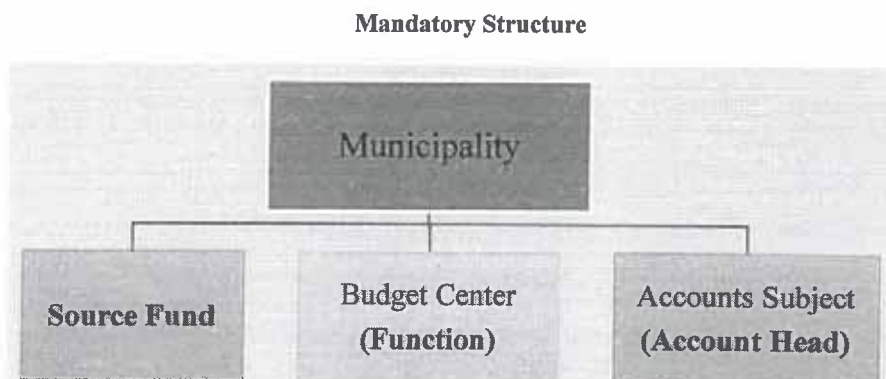 Mandatory Structure
Municipality
Source Fund
Budget Center
(Function)
Accounts Subject
(Account Head)